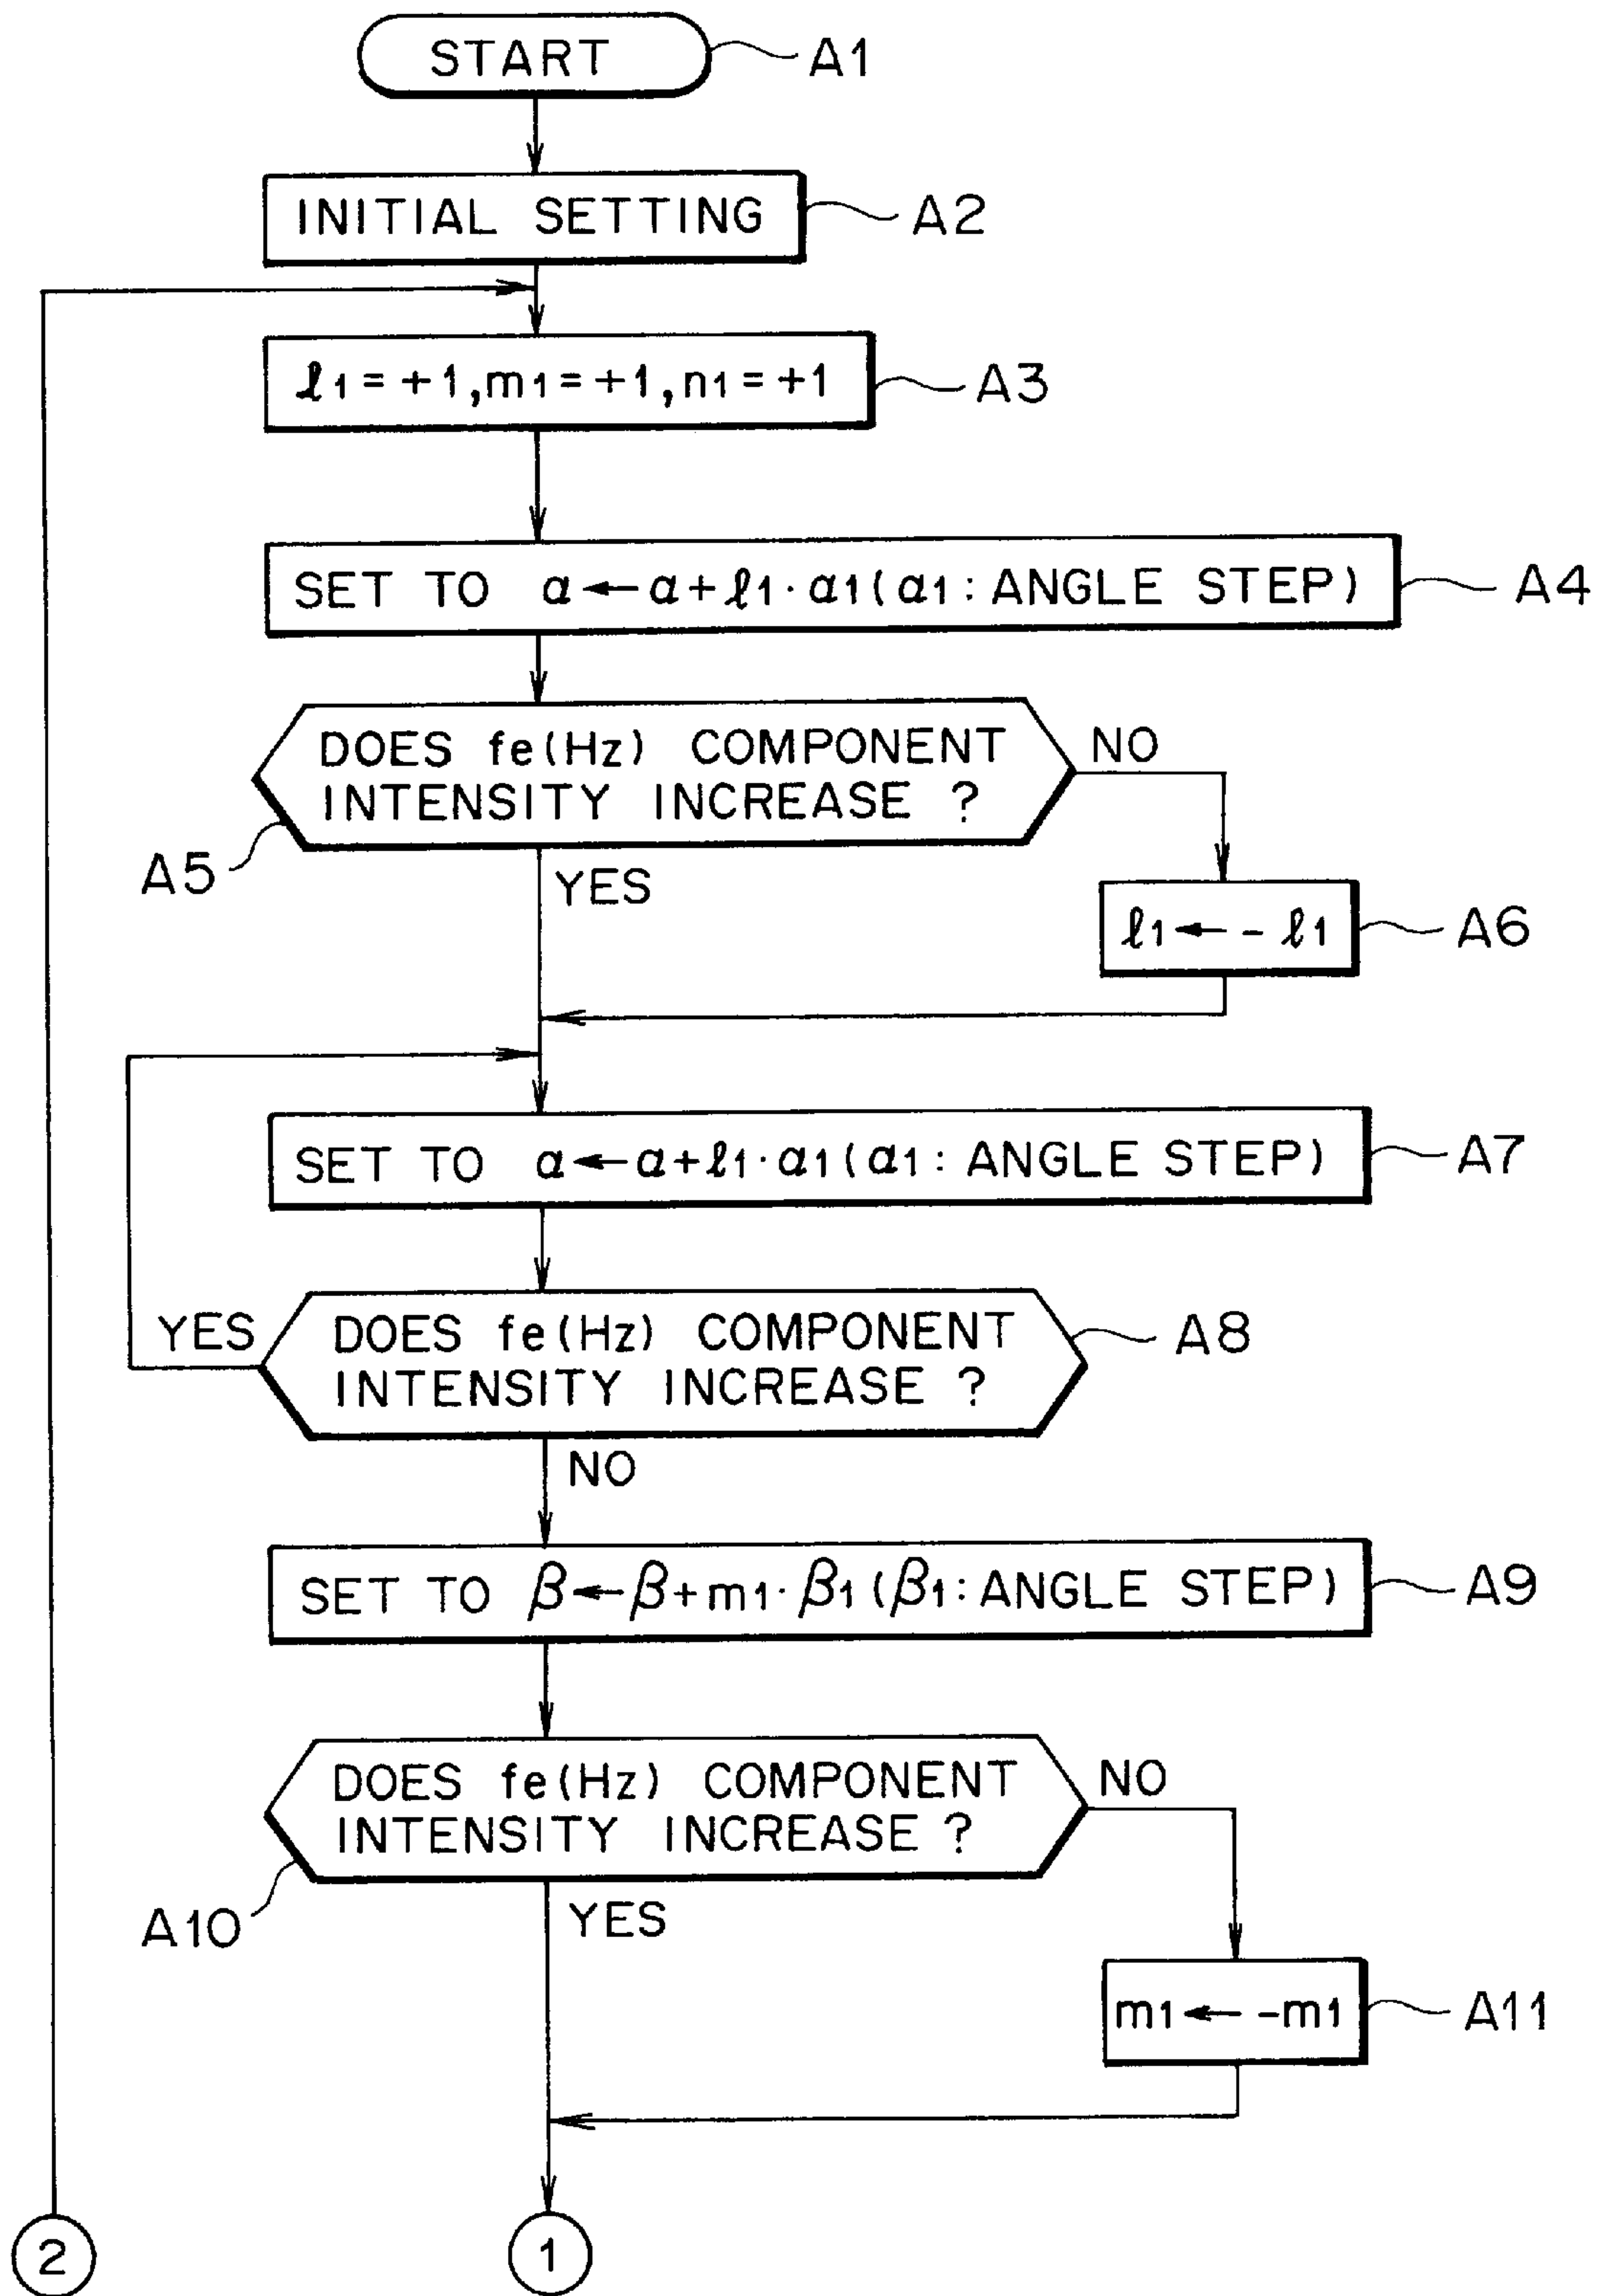 START
A1
INITIAL SETTING
A2
ℓ1=+1,m1=+1,n1=+1
A3
SET TO α←α+ℓ1·α1(α1:ANGLE STEP)
A4
DOES fe(Hz) COMPONENT
INTENSITY INCREASE ?
NO
A5
YES
ℓ1← -ℓ1
A6
SET TO α←α+ℓ1·α1(α1:ANGLE STEP)
A7
YES
DOES fe(Hz) COMPONENT
INTENSITY INCREASE ?
A8
NO
SET TO β←β+m1·β1(β1:ANGLE STEP)
A9
DOES fe(Hz) COMPONENT
INTENSITY INCREASE ?
NO
A10
YES
m1← -m1
A11
2
1